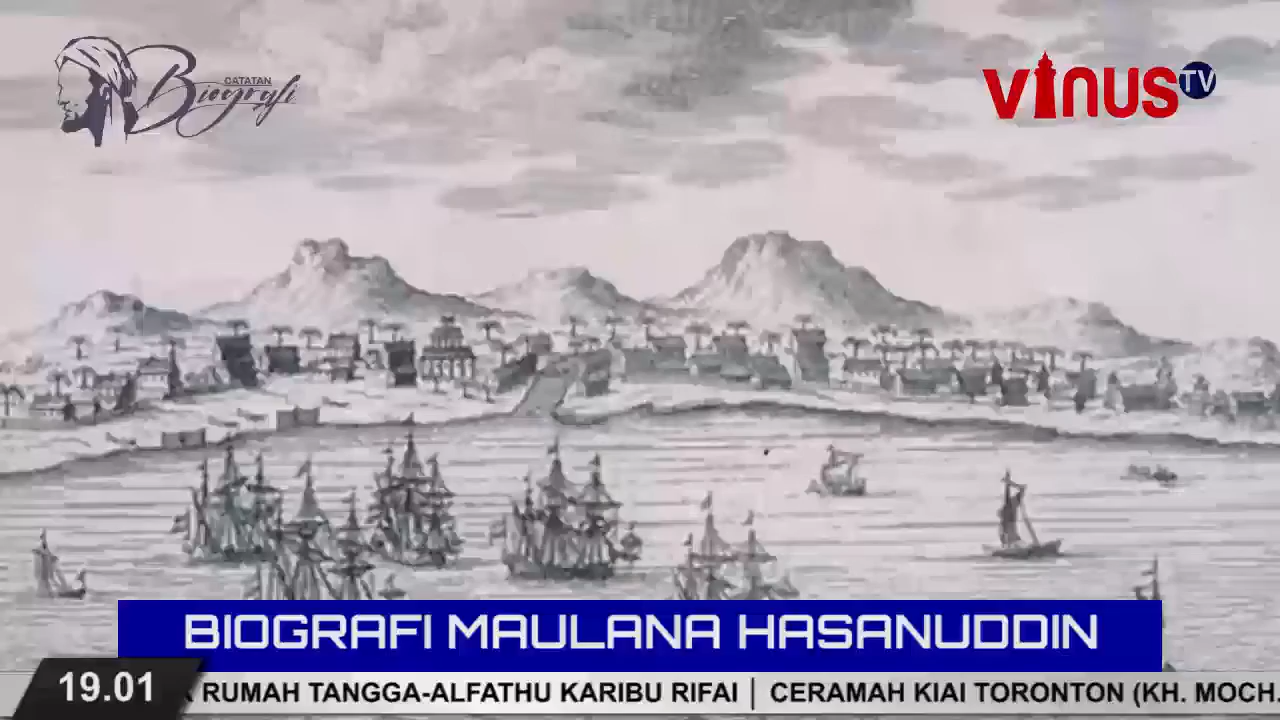 CATATAN
Biografi
VINUS TV
BIOGRAFI MAULANA HASANUDDIN
19.01
RUMAH TANGGA-ALFATHU KARIBU RIFAI | CERAMAH KIAI TORONTON (KH. MOCH.